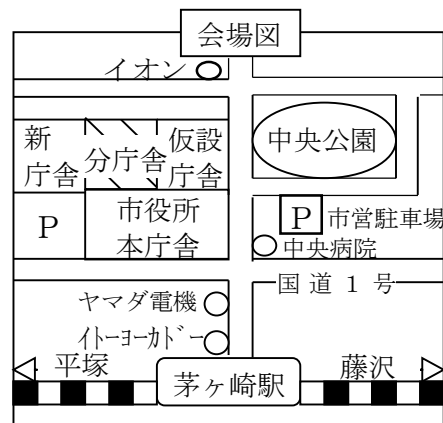 会場図
イオン
新
庁舎
分庁舎
仮設
庁舎
中央公園
P
市役所
本庁舎
P
市営駐車場
中央病院
国道1号
ヤマダ電機
イトーヨーカドー
平塚
茅ヶ崎駅
藤沢